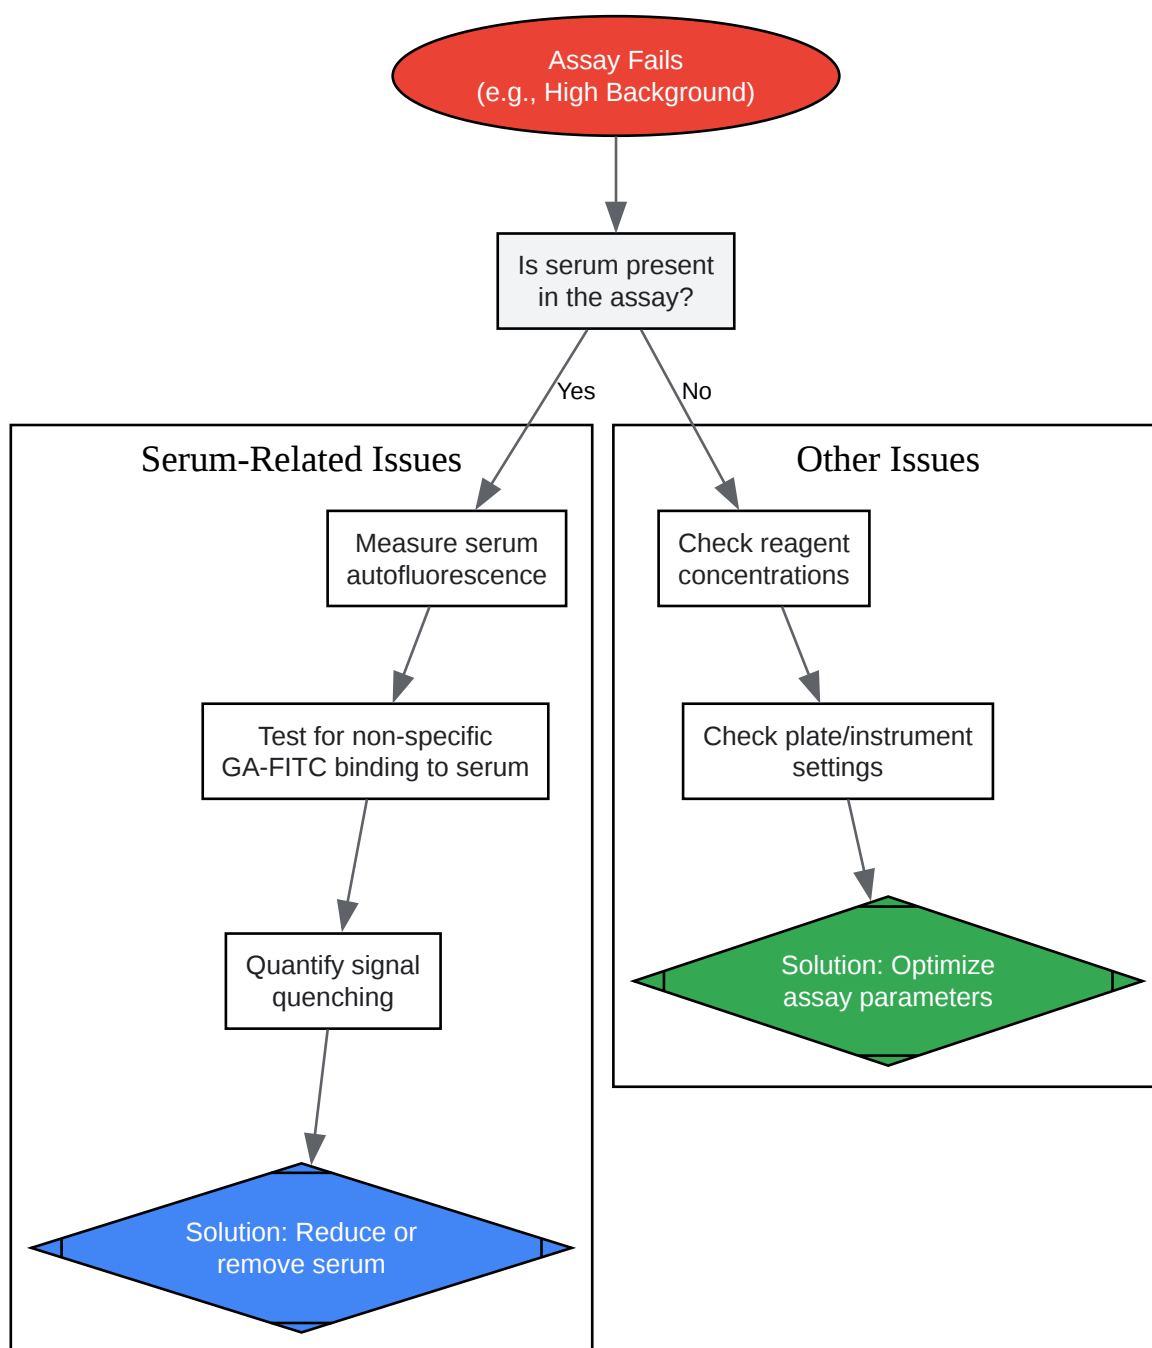 Assay Fails
(e.g., High Background)
Is serum present
in the assay?
Yes
No
Serum-Related Issues
Measure serum
autofluorescence
Test for non-specific
GA-FITC binding to serum
Quantify signal
quenching
Solution: Reduce or
remove serum
Other Issues
Check reagent
concentrations
Check plate/instrument
settings
Solution: Optimize
assay parameters